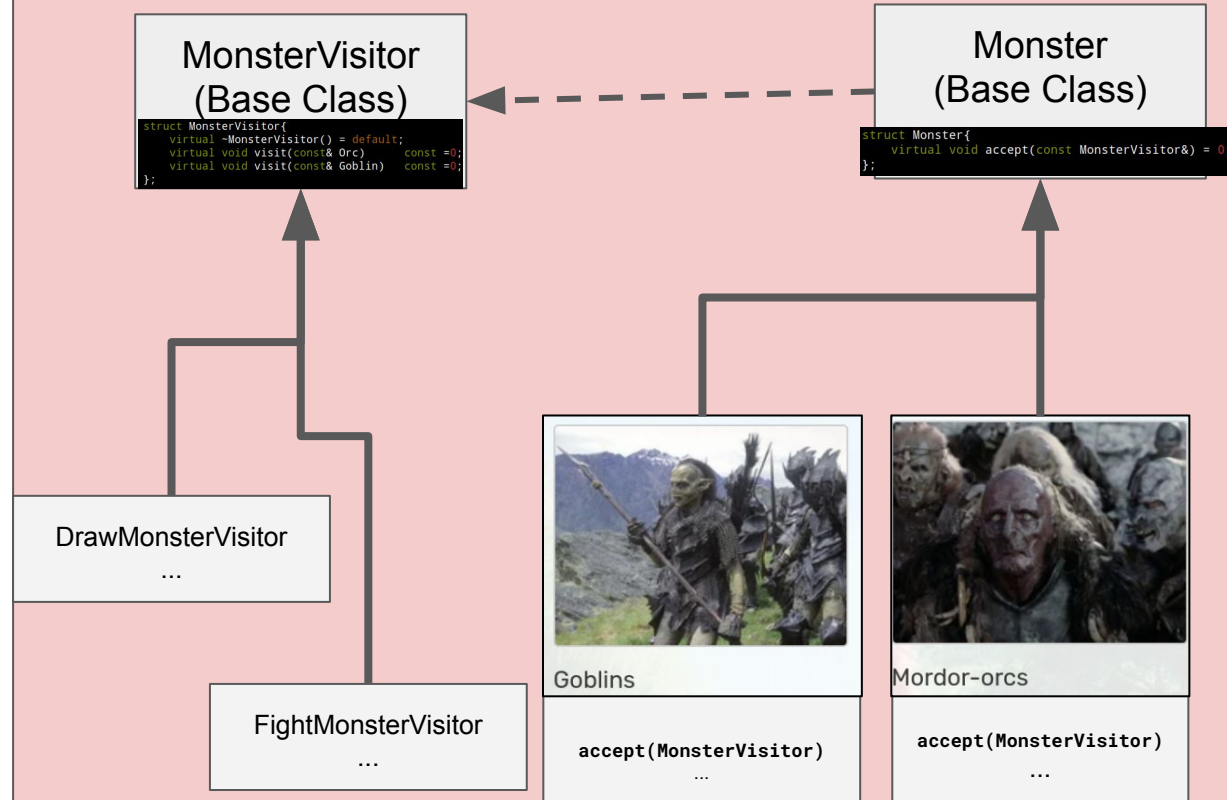 MonsterVisitor
(Base Class)
struct MonsterVisitor{
    virtual ~MonsterVisitor() = default;
    virtual void visit(const& Orc)     const =0;
    virtual void visit(const& Goblin)  const =0;
};
Monster
(Base Class)
struct Monster{
    virtual void accept(const MonsterVisitor&) = 0
};
DrawMonsterVisitor
...
FightMonsterVisitor
...
Goblins
accept(MonsterVisitor)
...
Mordor-orcs
accept(MonsterVisitor)
...